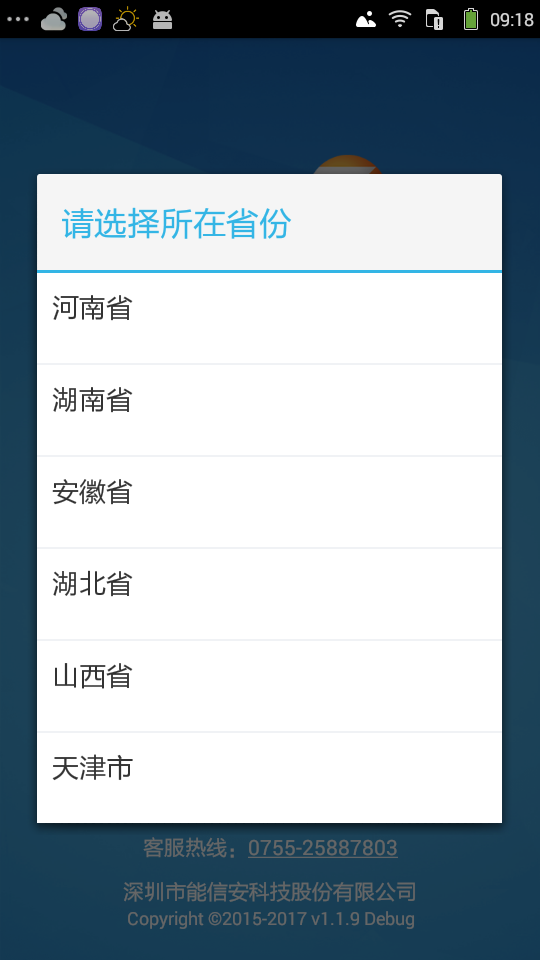 09:18
请选择所在省份
河南省
湖南省
安徽省
湖北省
山西省
天津市
客服热线：0755-25887803
深圳市能信安科技股份有限公司
Copyright ©2015-2017 v1.1.9 Debug